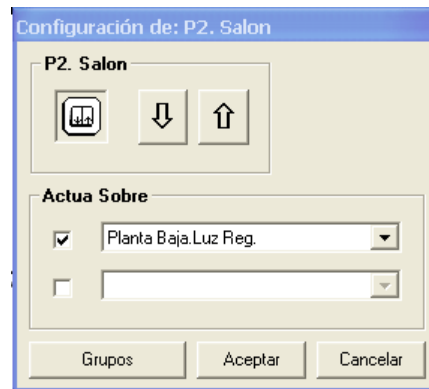 Configuración de: P2. Salon
P2. Salon
Actua Sobre
Planta Baja.Luz Reg.
Grupos Aceptar Cancelar